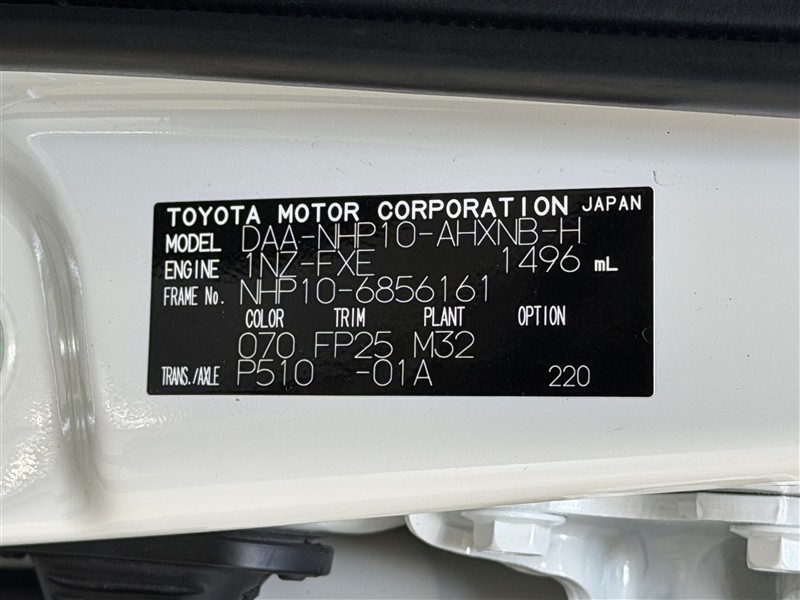 TOYOTA MOTOR CORPORATION JAPAN
MODEL DAA-NHP10-AHXNB-H
ENGINE 1NZ-FXE 1496 mL
FRAME No. NHP10-6856161
COLOR TRIM PLANT OPTION
070 FP25 M32
TRANS./AXLE P510 -01A 220